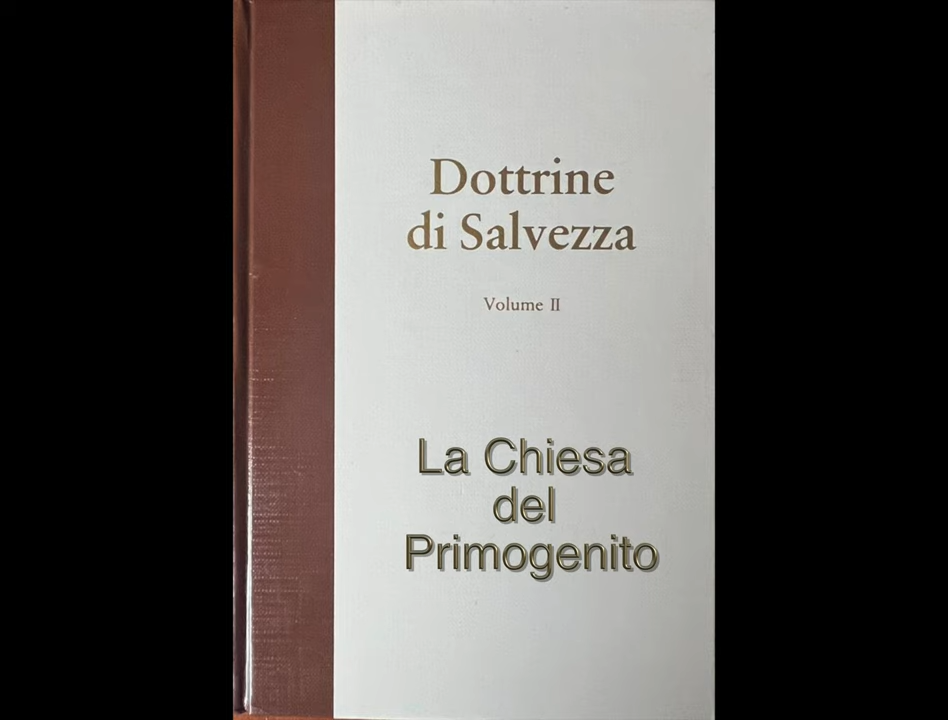 Dottrine
di Salvezza
Volume II
La Chiesa
del
Primogenito